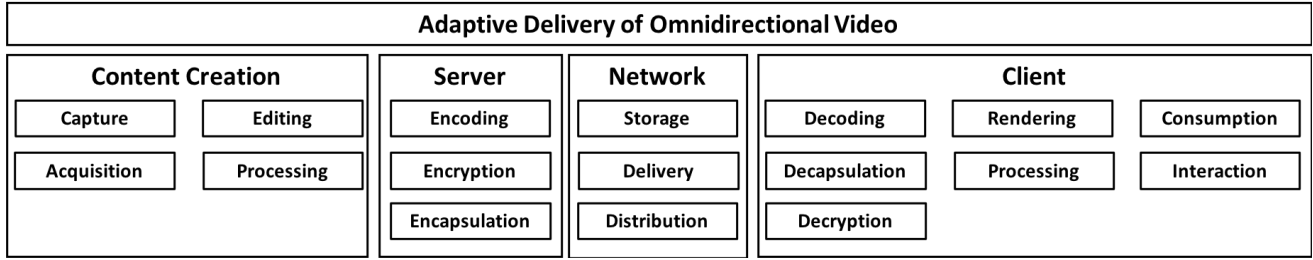 Adaptive Delivery of Omnidirectional Video
Content Creation
Capture
Editing
Acquisition
Processing
Server
Encoding
Encryption
Encapsulation
Network
Storage
Delivery
Distribution
Client
Decoding
Rendering
Consumption
Decapsulation
Processing
Interaction
Decryption